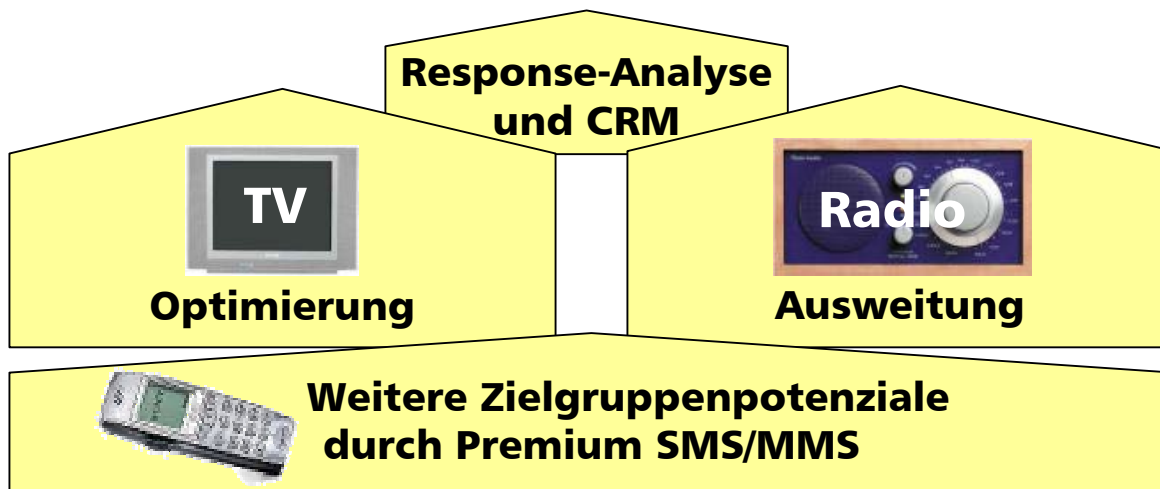 Response-Analyse
und CRM
TV
Radio
Optimierung
Ausweitung
Weitere Zielgruppenpotenziale
durch Premium SMS/MMS